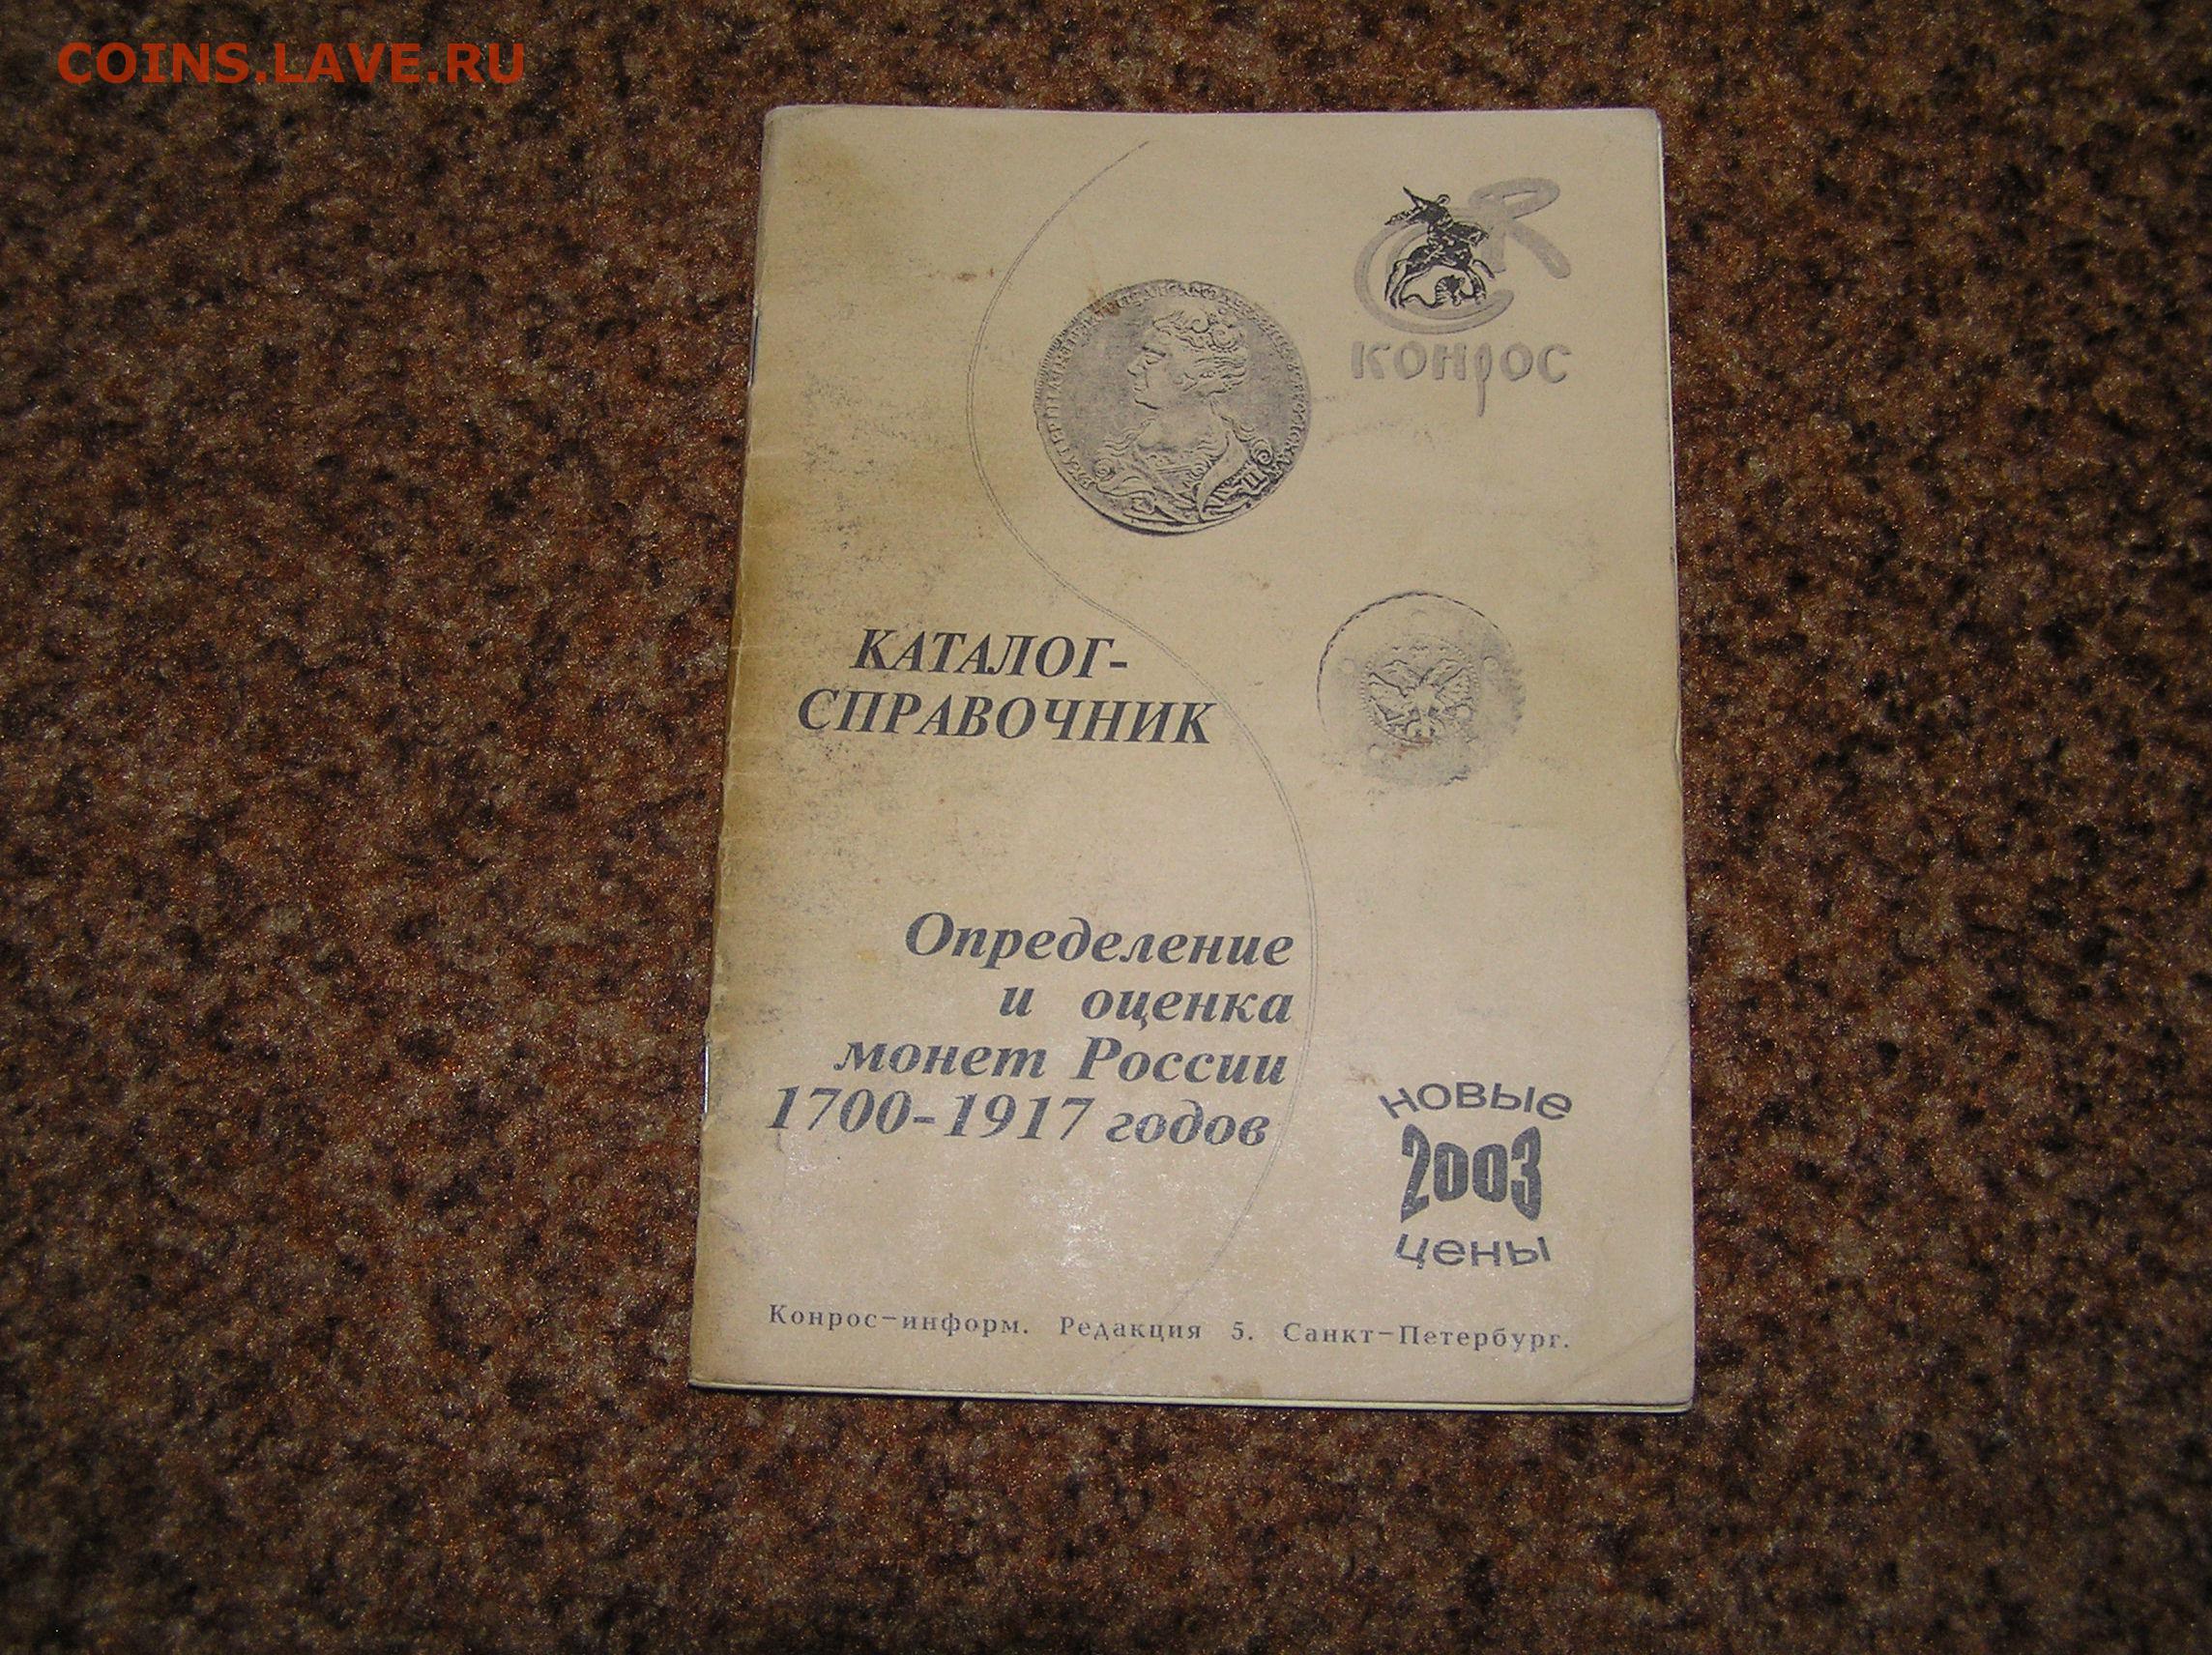 COINS.LAVE.RU
КОНРОС
КАТАЛОГ-
СПРАВОЧНИК
Определение
и оценка
монет России
1700-1917 годов
новые
2003
цены
Конрос-информ. Редакция 5. Санкт-Петербург.